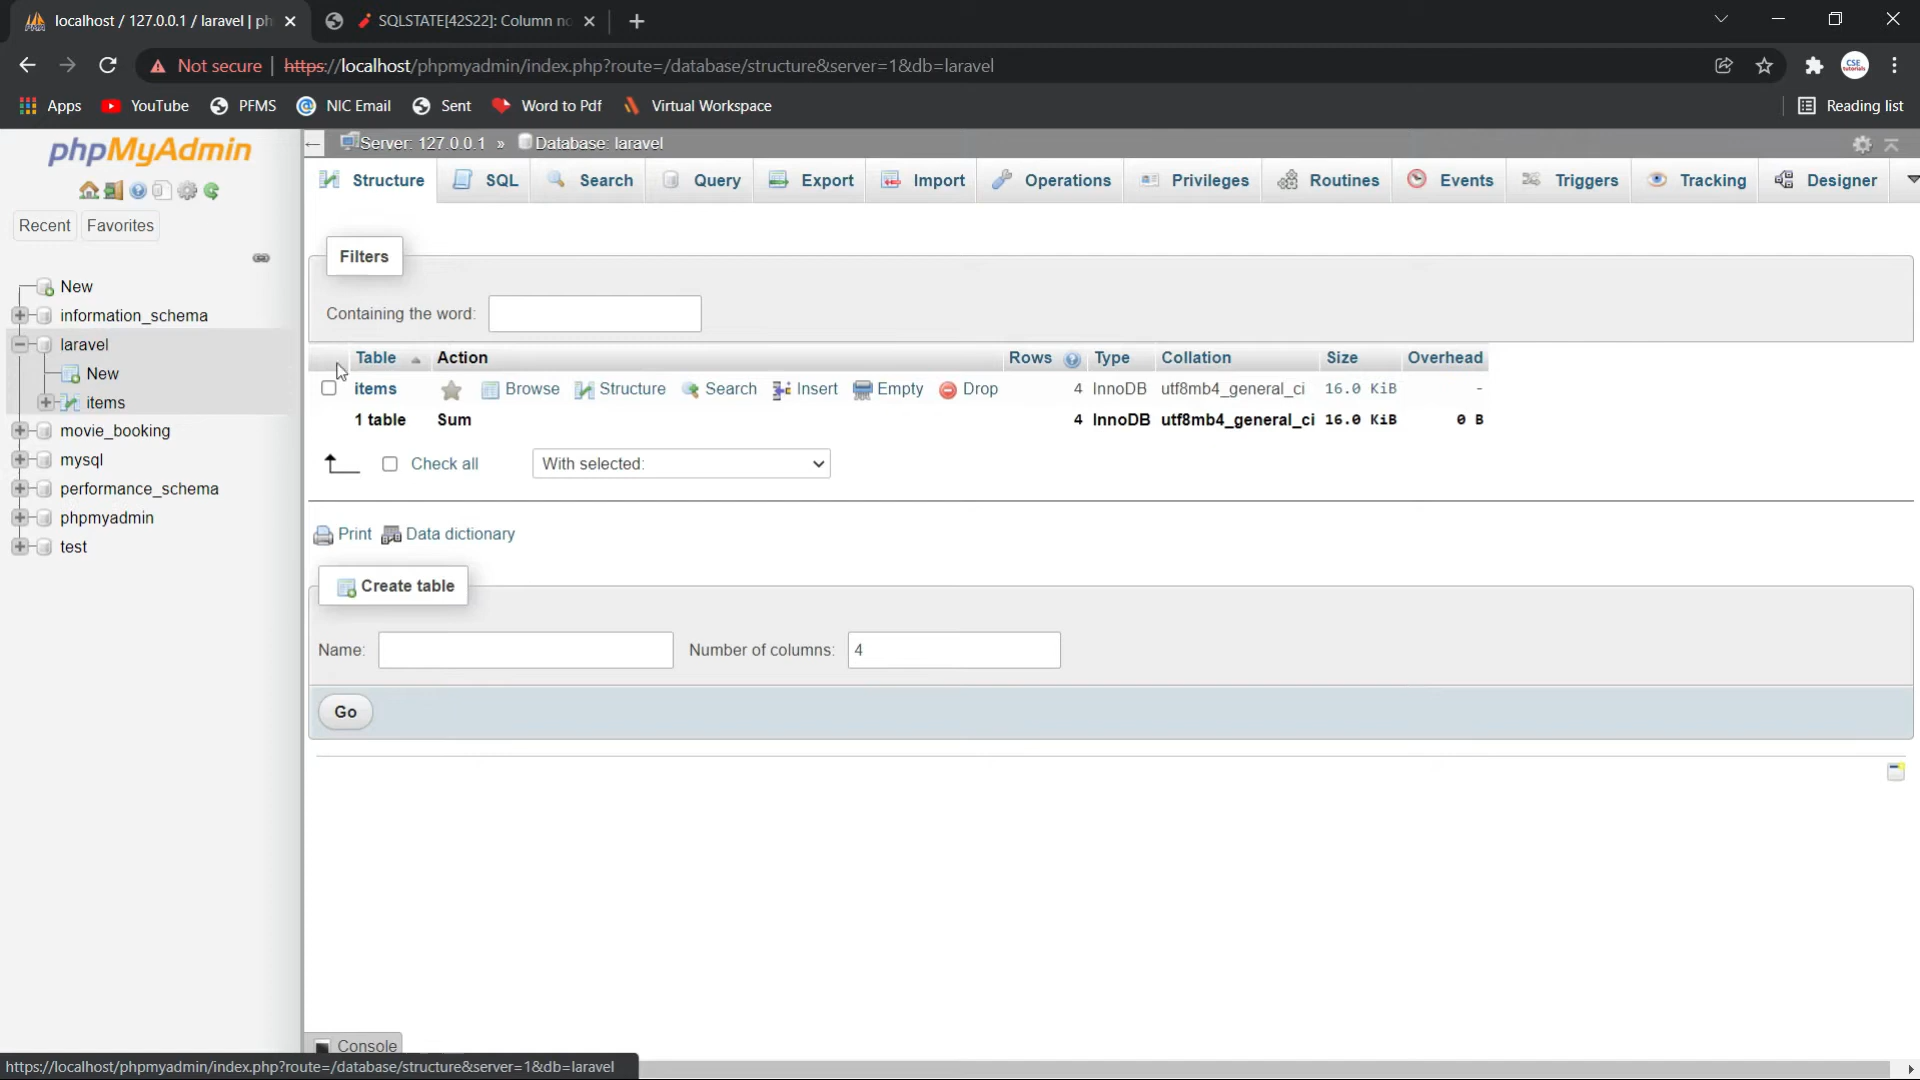 localhost / 127.0.0.1 / laravel | ph
SQLSTATE[42S22]: Column no
Not secure | https://localhost/phpmyadmin/index.php?route=/database/structure&server=1&db=laravel
CSE
Apps YouTube PFMS NIC Email Sent Word to Pdf Virtual Workspace Reading list
phpMyAdmin
Recent Favorites
New
information_schema
laravel
New
items
movie_booking
mysql
performance_schema
phpmyadmin
test
Server: 127.0.0.1 » Database: laravel
Structure SQL Search Query Export Import Operations Privileges Routines Events Triggers Tracking Designer
Filters
Containing the word:
Table Action Rows Type Collation Size Overhead
items Browse Structure Search Insert Empty Drop 4 InnoDB utf8mb4_general_ci 16.0 KiB -
1 table Sum 4 InnoDB utf8mb4_general_ci 16.0 KiB 0 B
Check all With selected:
Print Data dictionary
Create table
Name: Number of columns: 4
Go
Console
https://localhost/phpmyadmin/index.php?route=/database/structure&server=1&db=laravel